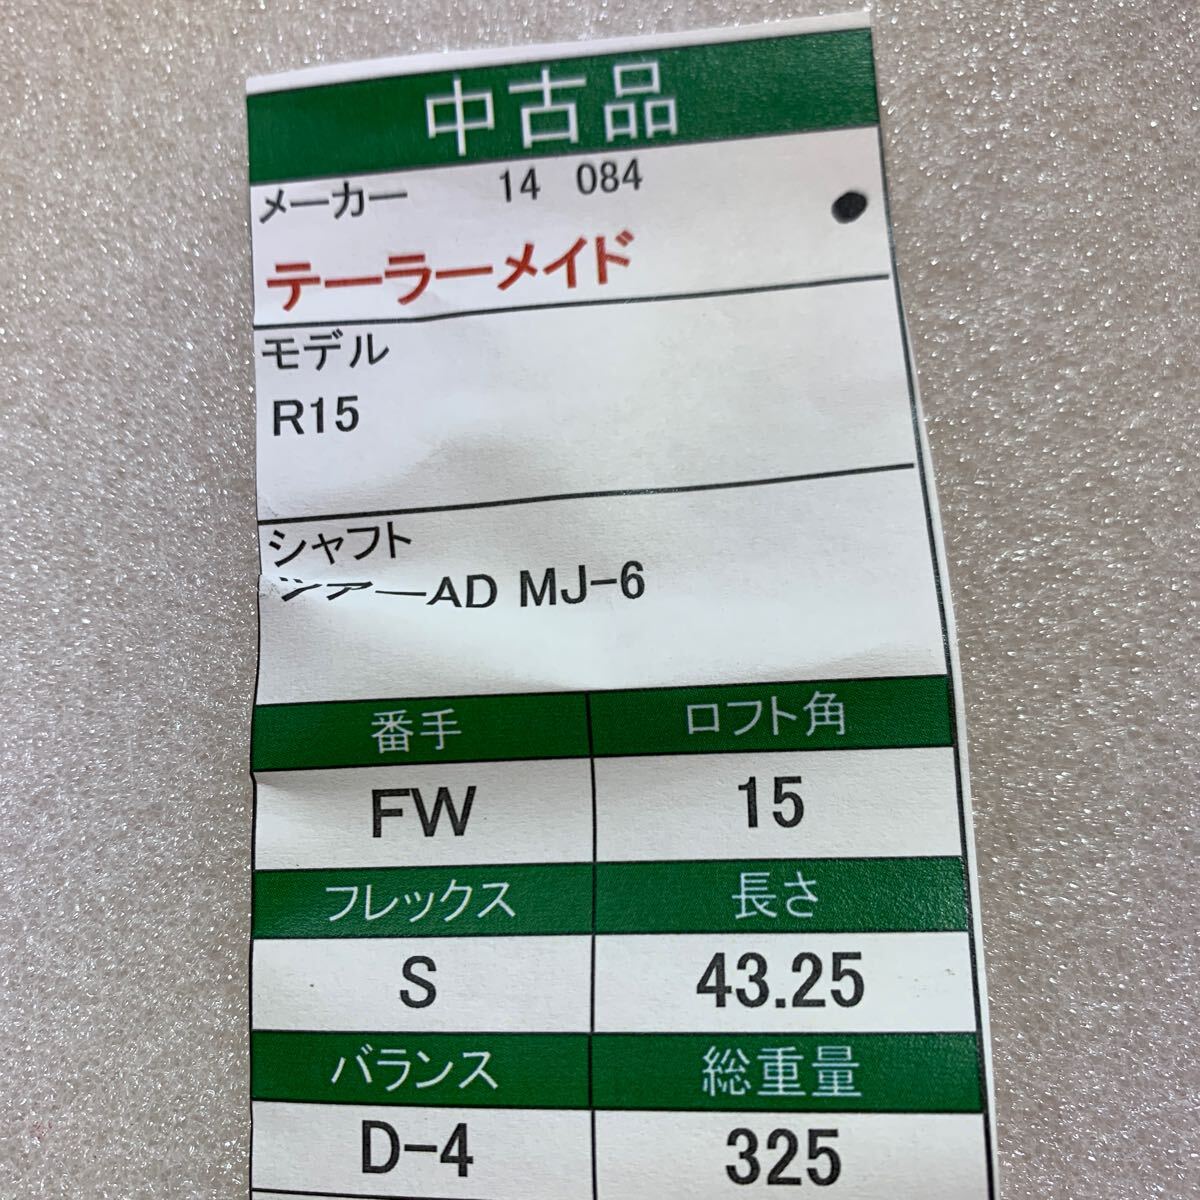 中古品
メーカー 14 084
テーラーメイド
モデル
R15
シャフト
ツアーAD MJ-6
番手 ロフト角
FW 15
フレックス 長さ
S 43.25
バランス 総重量
D-4 325